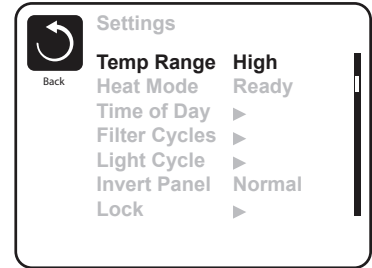 Settings
Back
Temp Range High
Heat Mode Ready
Time of Day ▶
Filter Cycles ▶
Light Cycle ▶
Invert Panel Normal
Lock ▶